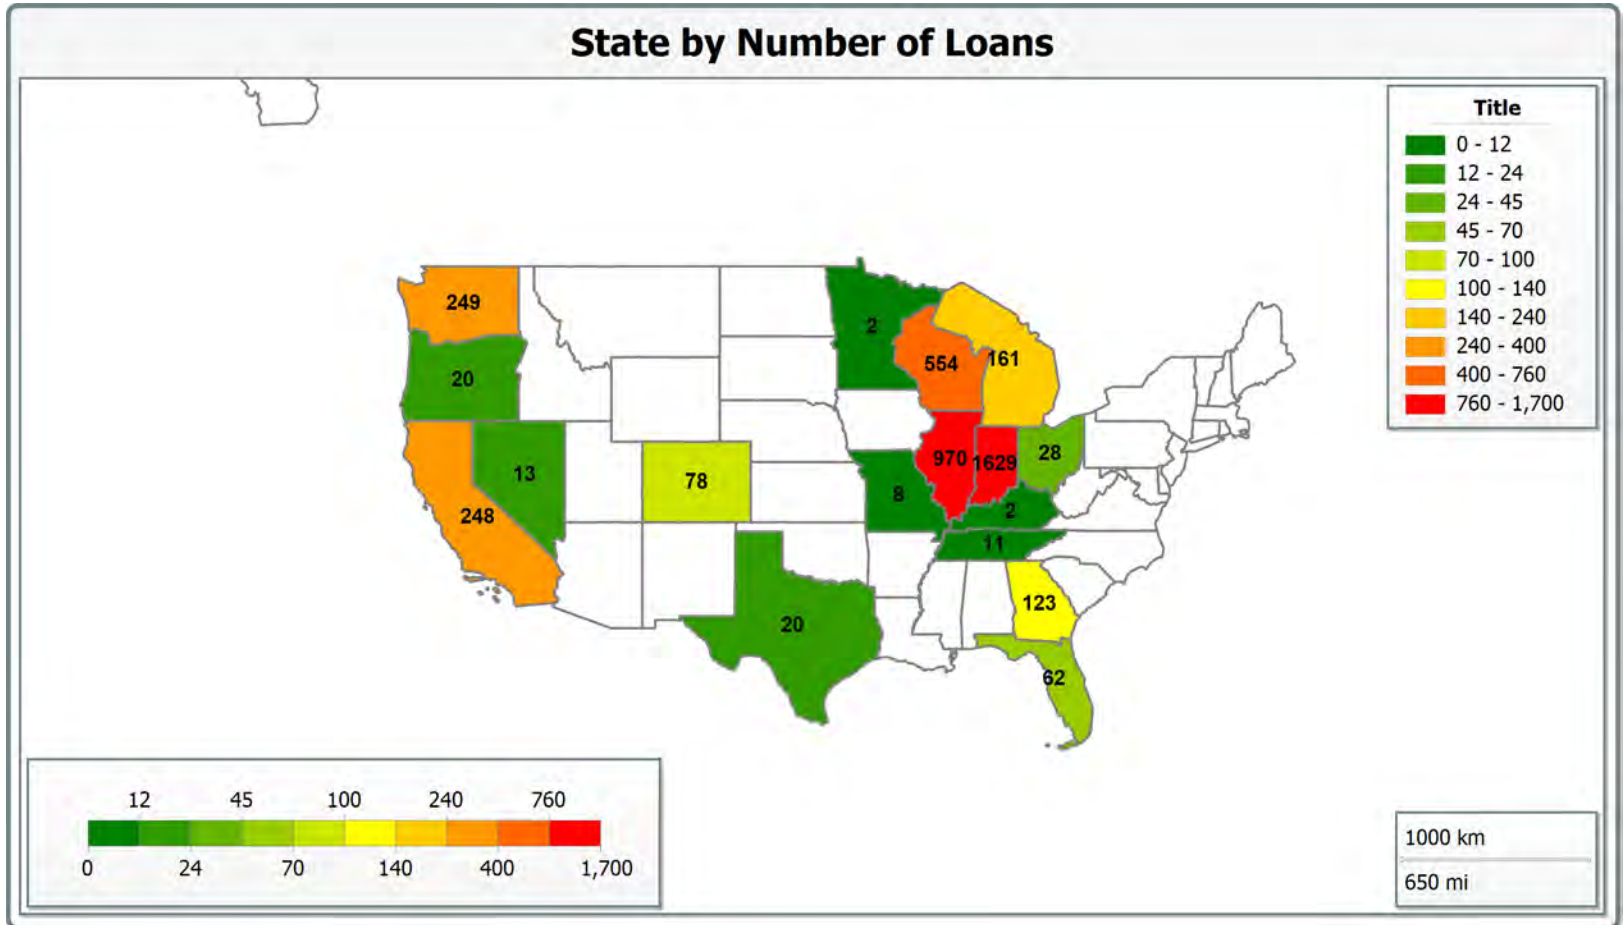 State by Number of Loans
Title
0 - 12
12 - 24
24 - 45
45 - 70
70 - 100
100 - 140
140 - 240
240 - 400
400 - 760
760 - 1,700
249
2
554
161
20
970
1629
28
13
78
8
2
248
11
123
20
62
12 45 100 240 760
0 24 70 140 400 1,700
1000 km
650 mi